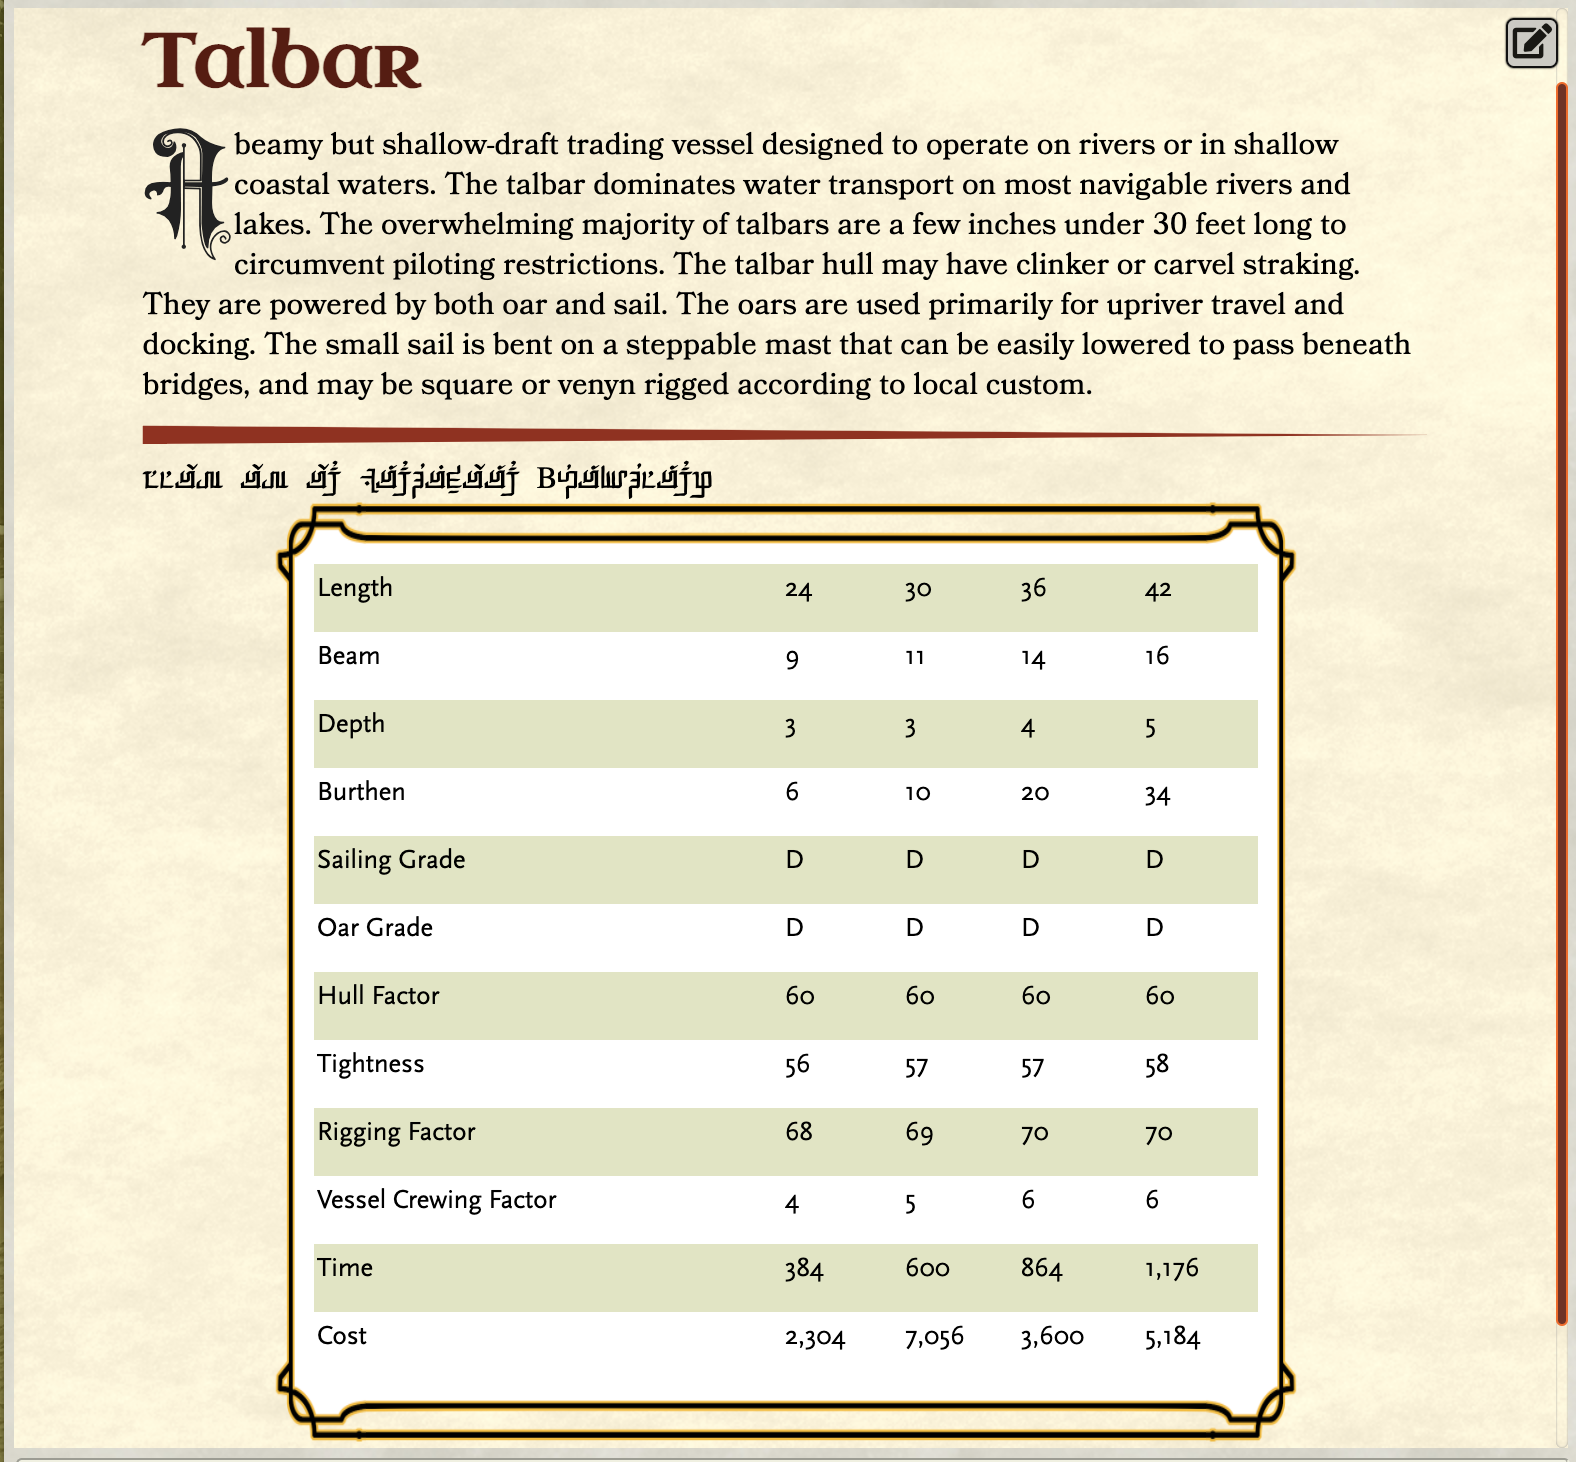 Talbar
A beamy but shallow-draft trading vessel designed to operate on rivers or in shallow
coastal waters. The talbar dominates water transport on most navigable rivers and
lakes. The overwhelming majority of talbars are a few inches under 30 feet long to
circumvent piloting restrictions. The talbar hull may have clinker or carvel straking.
They are powered by both oar and sail. The oars are used primarily for upriver travel and
docking. The small sail is bent on a steppable mast that can be easily lowered to pass beneath
bridges, and may be square or venyn rigged according to local custom.
Length 24 30 36 42
Beam 9 11 14 16
Depth 3 3 4 5
Burthen 6 10 20 34
Sailing Grade D D D D
Oar Grade D D D D
Hull Factor 60 60 60 60
Tightness 56 57 57 58
Rigging Factor 68 69 70 70
Vessel Crewing Factor 4 5 6 6
Time 384 600 864 1,176
Cost 2,304 7,056 3,600 5,184